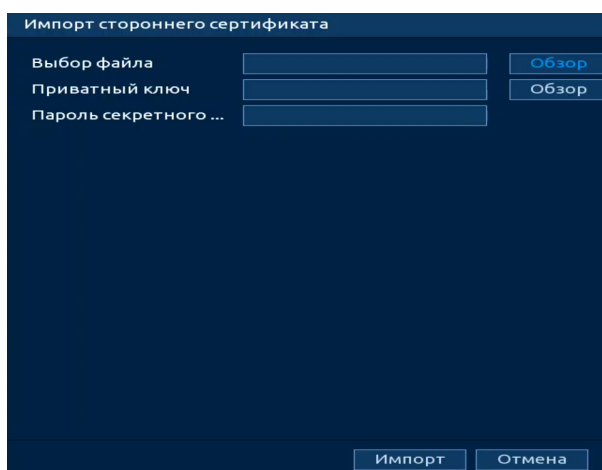 Импорт стороннего сертификата
Выбор файла Обзор
Приватный ключ Обзор
Пароль секретного ...
Импорт Отмена